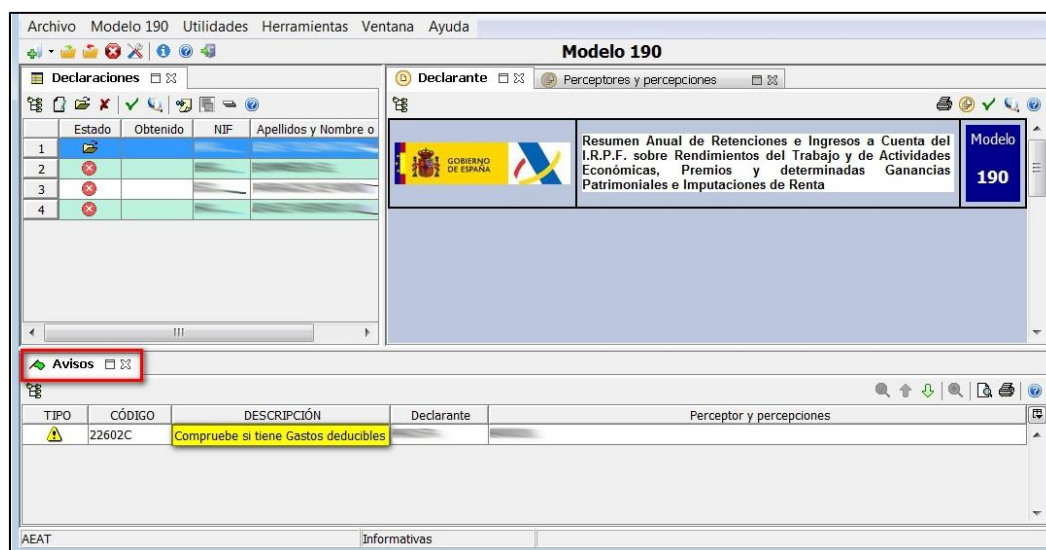 Archivo Modelo 190 Utilidades Herramientas Ventana Ayuda
Modelo 190
Declaraciones
Declarante
Perceptores y percepciones
Estado Obtenido NIF Apellidos y Nombre o
1
2
3
4
GOBIERNO
DE ESPAÑA
Resumen Anual de Retenciones e Ingresos a Cuenta del
I.R.P.F. sobre Rendimientos del Trabajo y de Actividades
Económicas, Premios y determinadas Ganancias
Patrimoniales e Imputaciones de Renta
Modelo
190
Avisos
TIPO CÓDIGO DESCRIPCIÓN Declarante Perceptor y percepciones
22602C Compruebe si tiene Gastos deducibles
AEAT Informativas